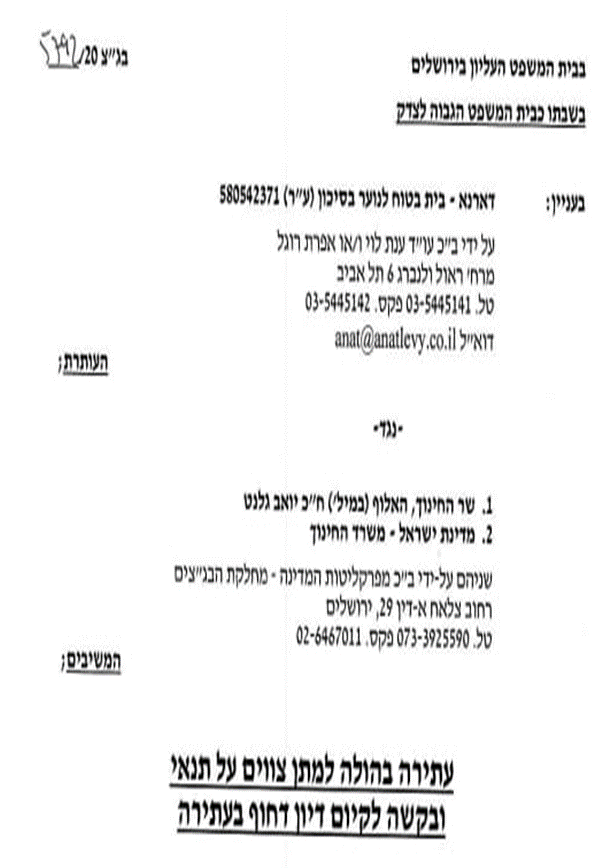 בבית המשפט העליון בירושלים
בג״צ 20/
בשבתו כבית המשפט הגבוה לצדק
בעניין: דארנא - בית בטוח לנוער בסיכון (ע״ר) 580542371
על ידי ב״כ עו״ד ענת לוי ו/או אפרת רוגל
מרח׳ ראול ולנברג 6 תל אביב
טל. 03-5445141 פקס. 03-5445142
דוא״ל anat@anatlevy.co.il
העותרת;
-נגד-
1. שר החינוך, האלוף (במיל׳) ח״כ יואב גלנט
2. מדינת ישראל - משרד החינוך
שניהם על-ידי ב״כ מפרקליטות המדינה - מחלקת הבג״צים
רחוב צלאח א-דין 29, ירושלים
טל. 073-3925590 פקס. 02-6467011
המשיבים;
עתירה בהולה למתן צווים על תנאי
ובקשה לקיום דיון דחוף בעתירה